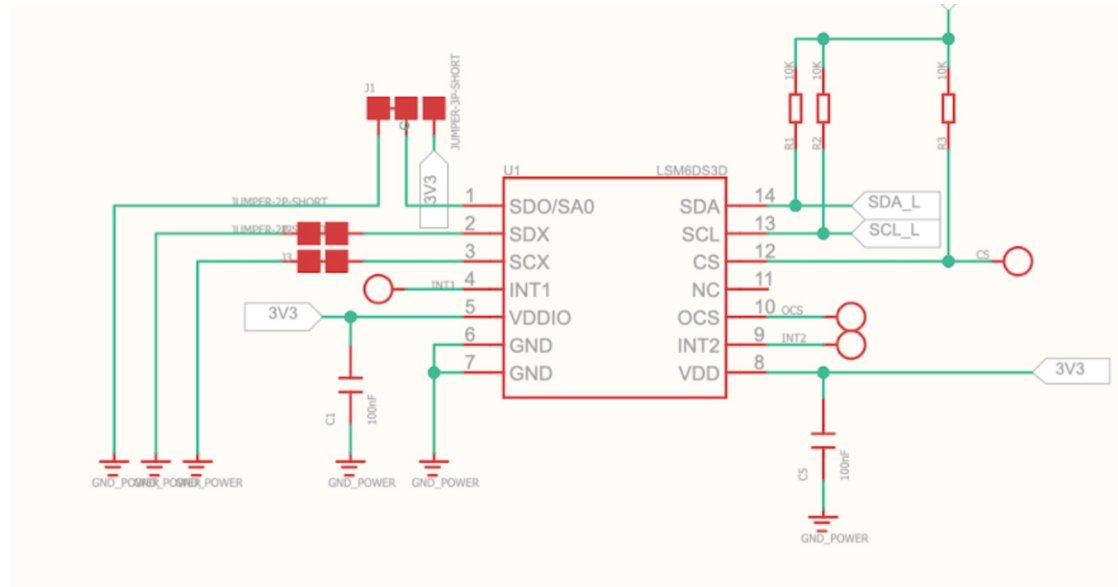 J1
JUMPER-3P-SHORT
3V3
JUMPER-2P-SHORT
J3
U1
LSM6DS3D
1 SDO/SA0
2 SDX
3 SCX
4 INT1
5 VDDIO
6 GND
7 GND
SDA 14
SCL 13
CS 12
NC 11
OCS 10
INT2 9
VDD 8
INT1
3V3
C1
100nF
GND_POWER
GND_POWER
GND_POWER
10K
10K
10K
R1
R2
R3
SDA_L
SCL_L
CS
OCS
INT2
3V3
100nF
GND_POWER